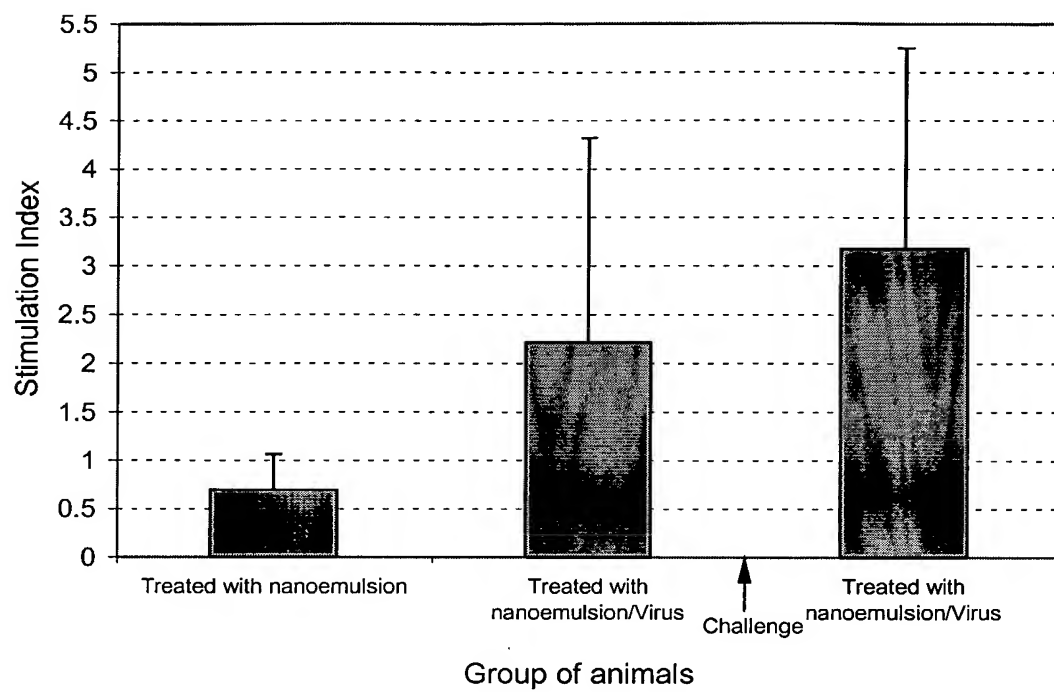 5.5
5
4.5
4
3.5
3
2.5
2
1.5
1
0.5
0
Stimulation Index
Treated with nanoemulsion
Treated with
nanoemulsion/Virus
Challenge
Treated with
nanoemulsion/Virus
Group of animals